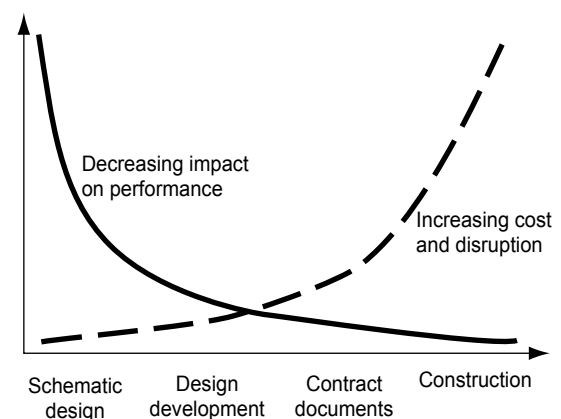 Decreasing impact
on performance
Increasing cost
and disruption
Schematic
design
Design
development
Contract
documents
Construction